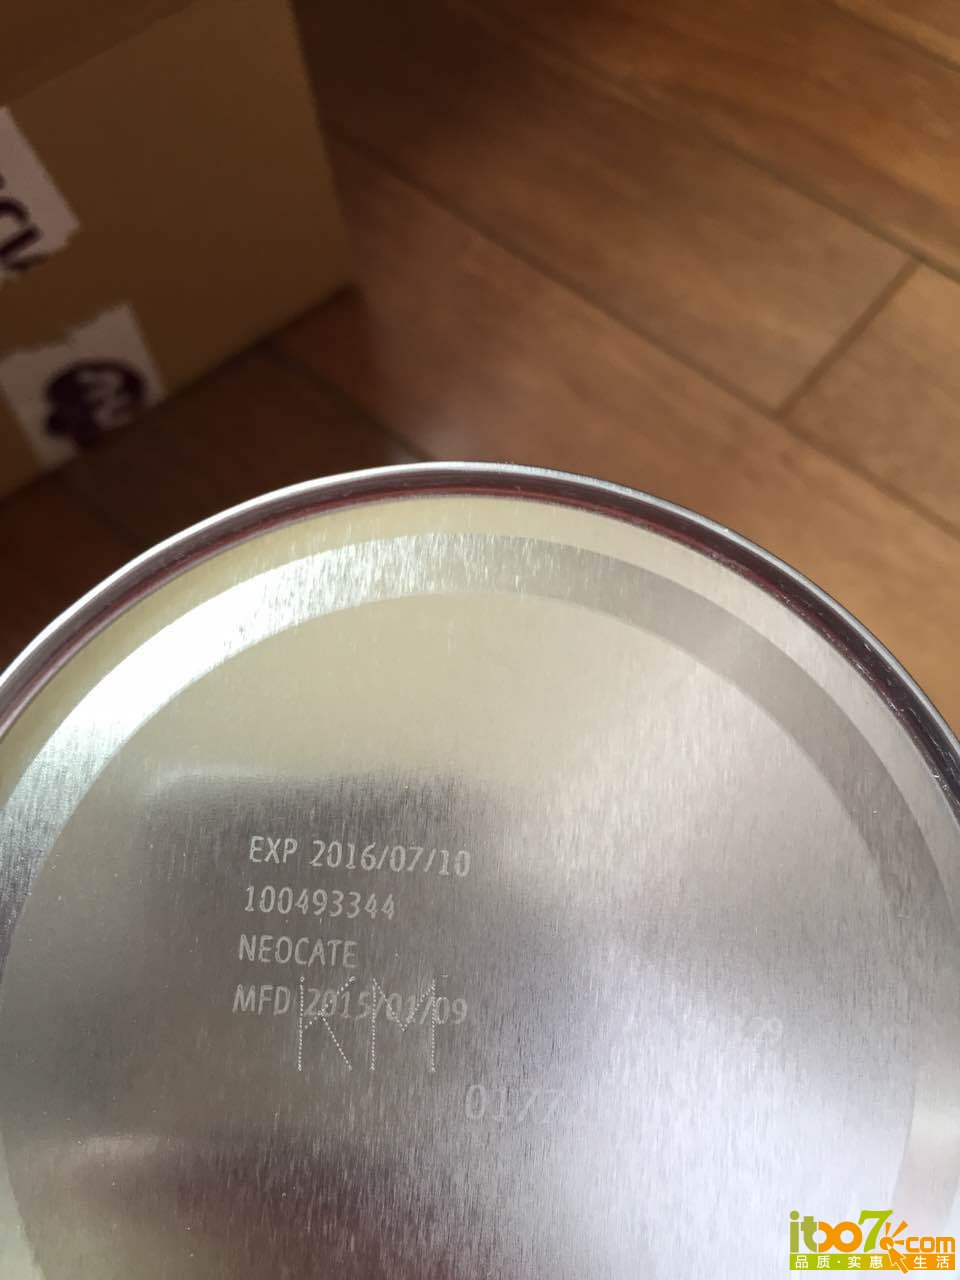 EXP 2016/07/10
100493344
NEOCATE
MFD 2015/01/09
KM
itoo7.com
品质·实惠 生活